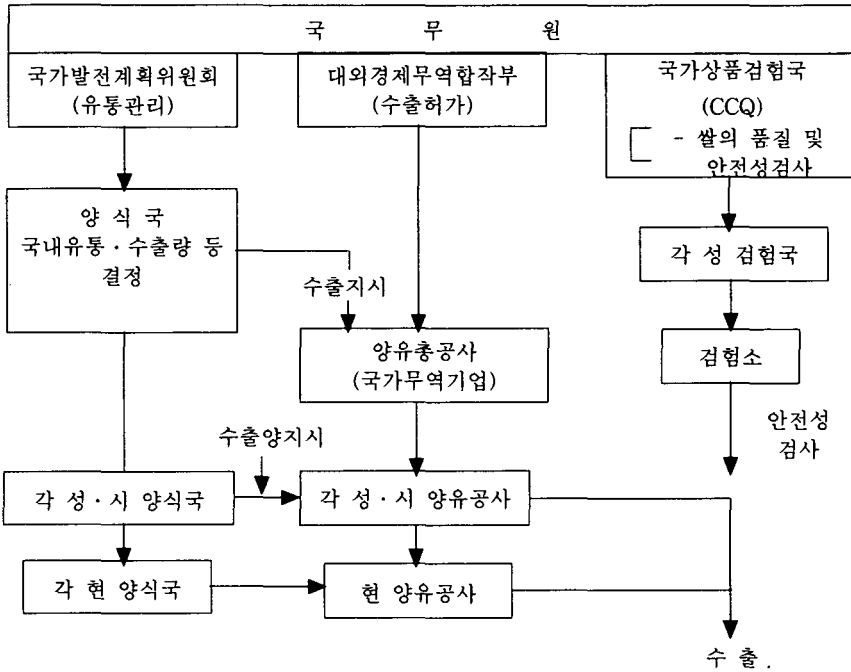 국 무 원
국가발전계획위원회
(유통관리)
대외경제무역합작부
(수출허가)
국가상품검험국
(CCQ)
- 쌀의 품질 및
안전성검사
양 식 국
국내유통·수출량 등
결정
수출지시
각 성 검험국
양유총공사
(국가무역기업)
검험소
수출양지시
안전성
검사
각 성·시 양식국
각 성·시 양유공사
각 현 양식국
현 양유공사
수 출.